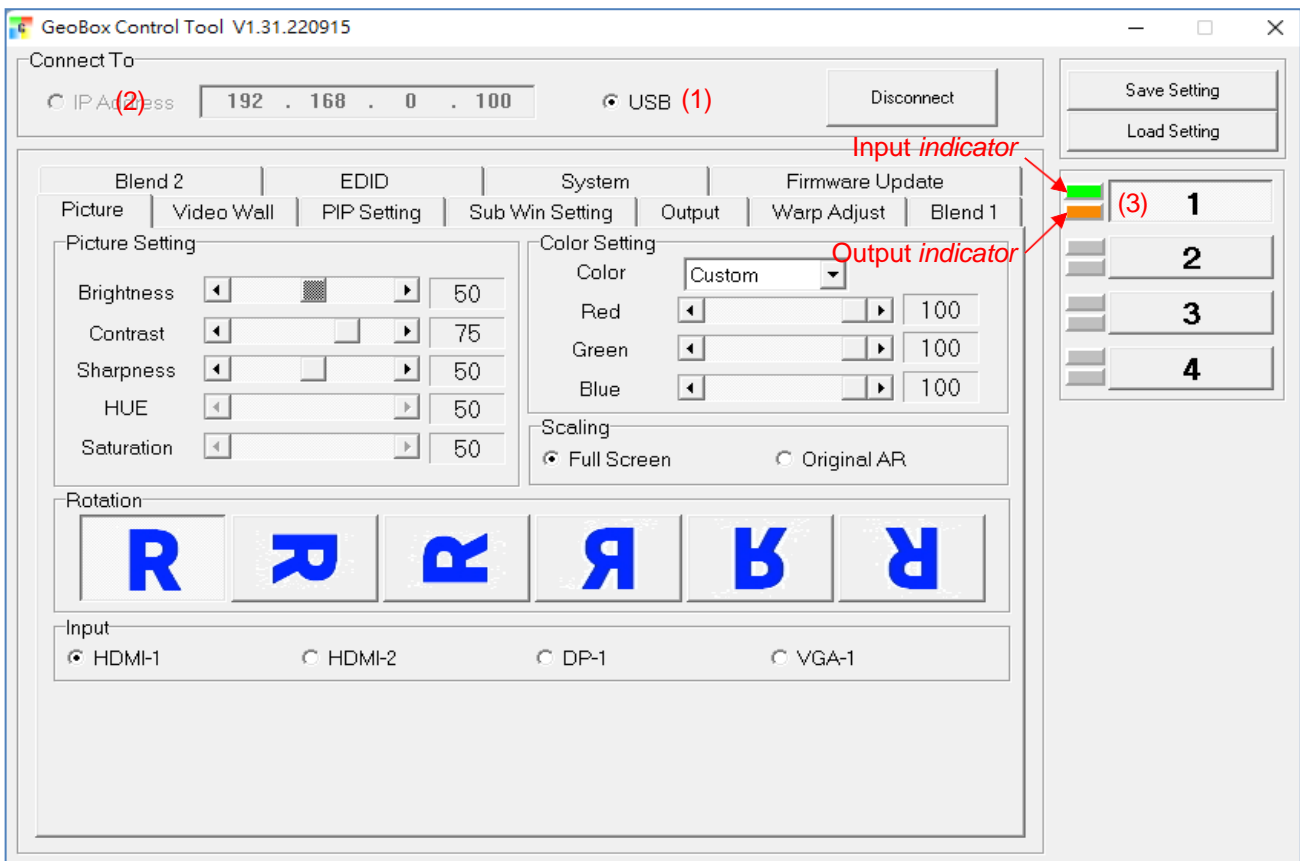 GeoBox Control Tool V1.31.220915
Connect To
IP Address (2) 192 . 168 . 0 . 100 USB (1) Disconnect
Save Setting
Load Setting
Input indicator
Output indicator
(3) 1
2
3
4
Blend 2 EDID System Firmware Update
Picture Video Wall PIP Setting Sub Win Setting Output Warp Adjust Blend 1
Picture Setting
Brightness 50
Contrast 75
Sharpness 50
HUE 50
Saturation 50
Color Setting
Color Custom
Red 100
Green 100
Blue 100
Scaling
Full Screen Original AR
Rotation
R R R R R R
Input
HDMI-1 HDMI-2 DP-1 VGA-1